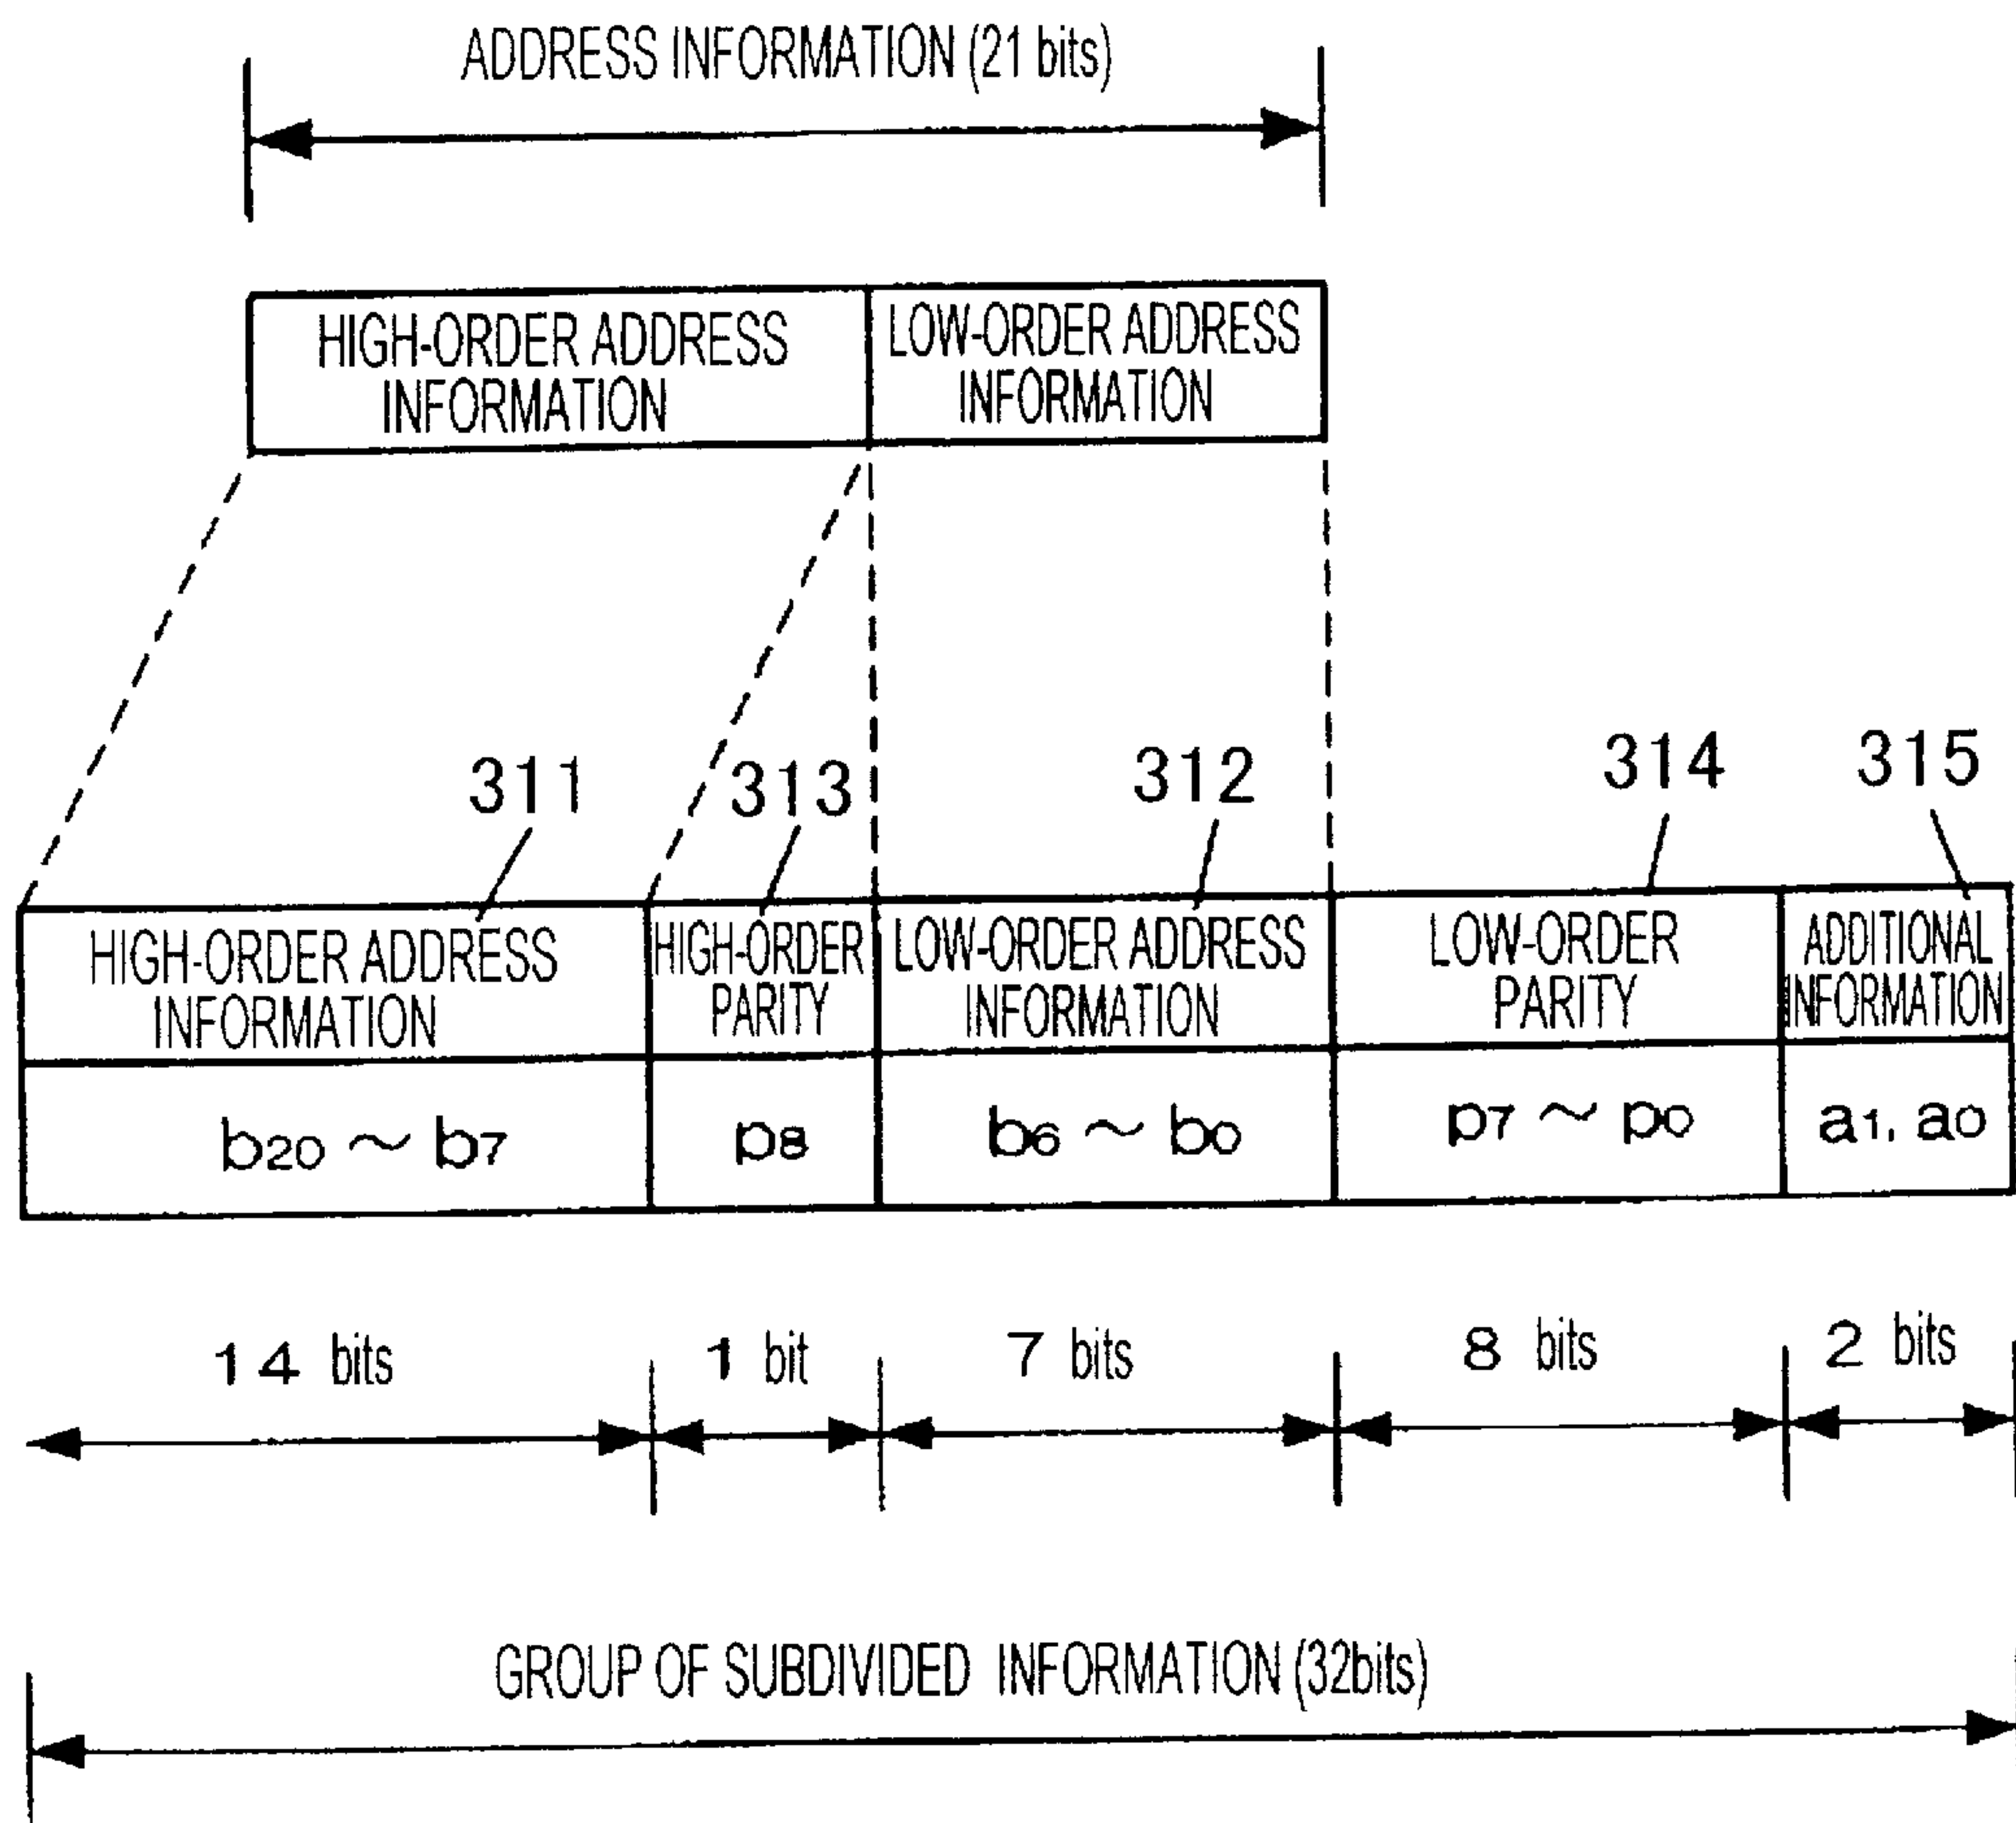 ADDRESS INFORMATION (21 bits)
HIGH-ORDER ADDRESS
INFORMATION
LOW-ORDER ADDRESS
INFORMATION
311
313
312
314
315
HIGH-ORDER ADDRESS
INFORMATION
HIGH-ORDER
PARITY
LOW-ORDER ADDRESS
INFORMATION
LOW-ORDER
PARITY
ADDITIONAL
INFORMATION
b20 ~ b7
p8
b6 ~ b0
p7 ~ p0
a1, a0
14 bits
1 bit
7 bits
8 bits
2 bits
GROUP OF SUBDIVIDED INFORMATION (32bits)